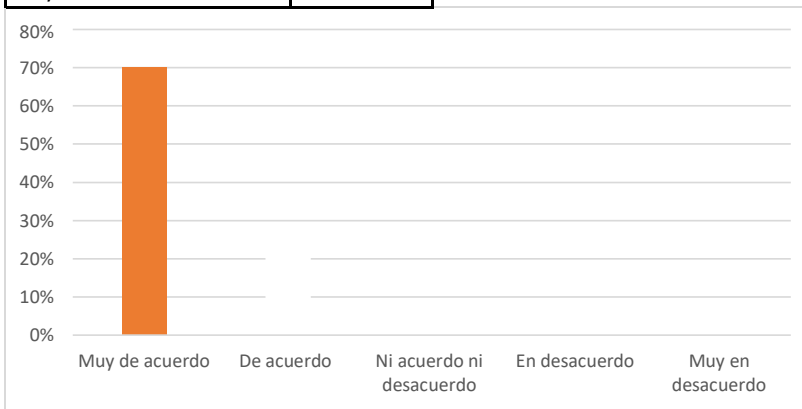 80%
70%
60%
50%
40%
30%
20%
10%
0%
Muy de acuerdo
De acuerdo
Ni acuerdo ni
desacuerdo
En desacuerdo
Muy en
desacuerdo